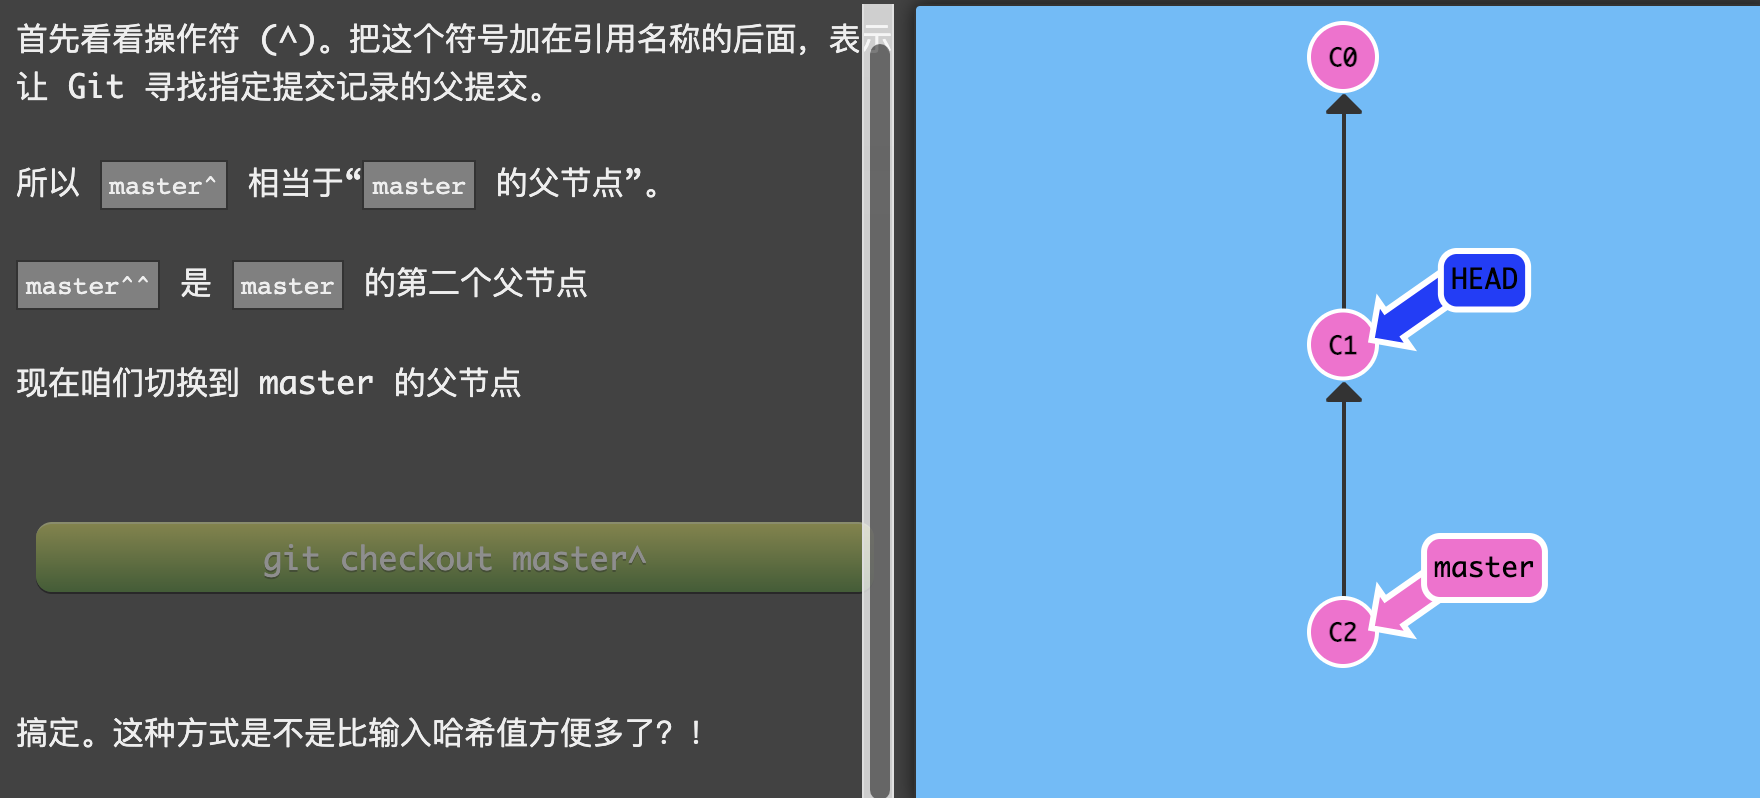 首先看看操作符 (^)。把这个符号加在引用名称的后面，表示
让 Git 寻找指定提交记录的父提交。
所以 master^ 相当于“master 的父节点”。
master^^ 是 master 的第二个父节点
现在咱们切换到 master 的父节点
git checkout master^
搞定。这种方式是不是比输入哈希值方便多了？！
C0
HEAD
C1
master
C2